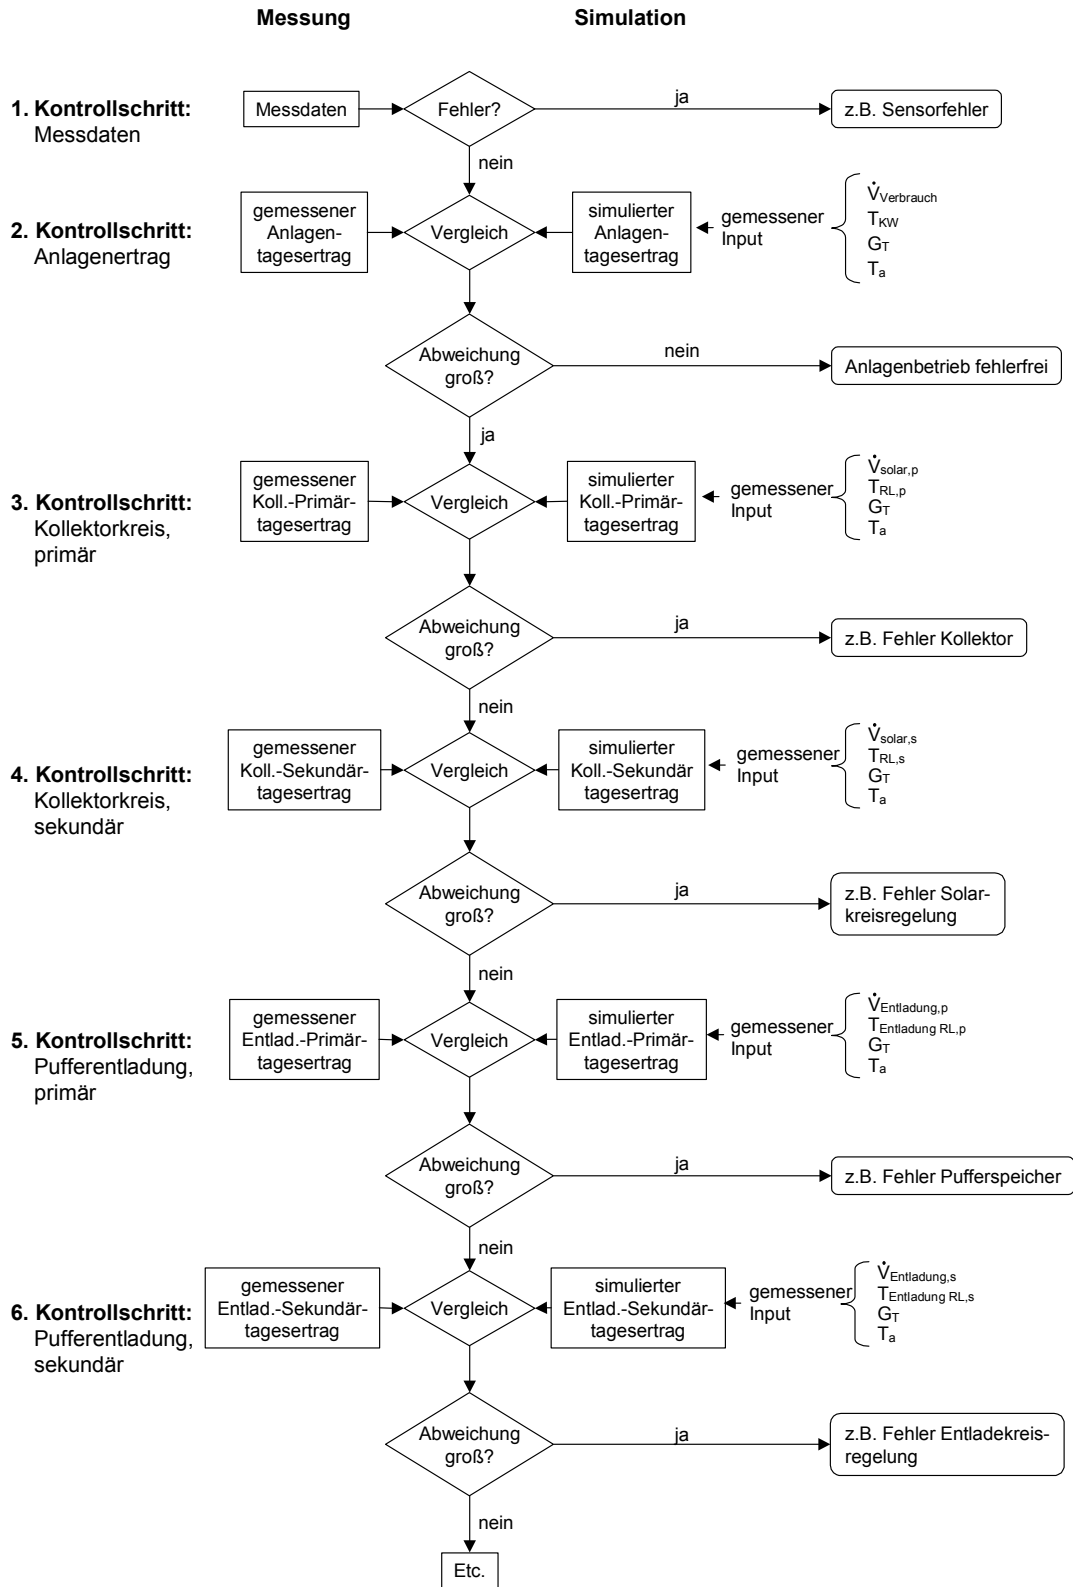 Messung
Simulation
1. Kontrollschritt:
Messdaten
Messdaten
Fehler?
ja
z.B. Sensorfehler
nein
2. Kontrollschritt:
Anlagenertrag
gemessener
Anlagen-
tagesertrag
Vergleich
simulierter
Anlagen-
tagesertrag
gemessener
Input
V̇Verbrauch
TKW
GT
Ta
Abweichung
groß?
nein
Anlagenbetrieb fehlerfrei
ja
3. Kontrollschritt:
Kollektorkreis,
primär
gemessener
Koll.-Primär-
tagesertrag
Vergleich
simulierter
Koll.-Primär-
tagesertrag
gemessener
Input
V̇solar,p
TRL,p
GT
Ta
Abweichung
groß?
ja
z.B. Fehler Kollektor
nein
4. Kontrollschritt:
Kollektorkreis,
sekundär
gemessener
Koll.-Sekundär-
tagesertrag
Vergleich
simulierter
Koll.-Sekundär
tagesertrag
gemessener
Input
V̇solar,s
TRL,s
GT
Ta
Abweichung
groß?
ja
z.B. Fehler Solar-
kreisregelung
nein
5. Kontrollschritt:
Pufferentladung,
primär
gemessener
Entlad.-Primär-
tagesertrag
Vergleich
simulierter
Entlad.-Primär-
tagesertrag
gemessener
Input
V̇Entladung,p
TEntladung RL,p
GT
Ta
Abweichung
groß?
ja
z.B. Fehler Pufferspeicher
nein
6. Kontrollschritt:
Pufferentladung,
sekundär
gemessener
Entlad.-Sekundär-
tagesertrag
Vergleich
simulierter
Entlad.-Sekundär-
tagesertrag
gemessener
Input
V̇Entladung,s
TEntladung RL,s
GT
Ta
Abweichung
groß?
ja
z.B. Fehler Entladekreis-
regelung
nein
Etc.